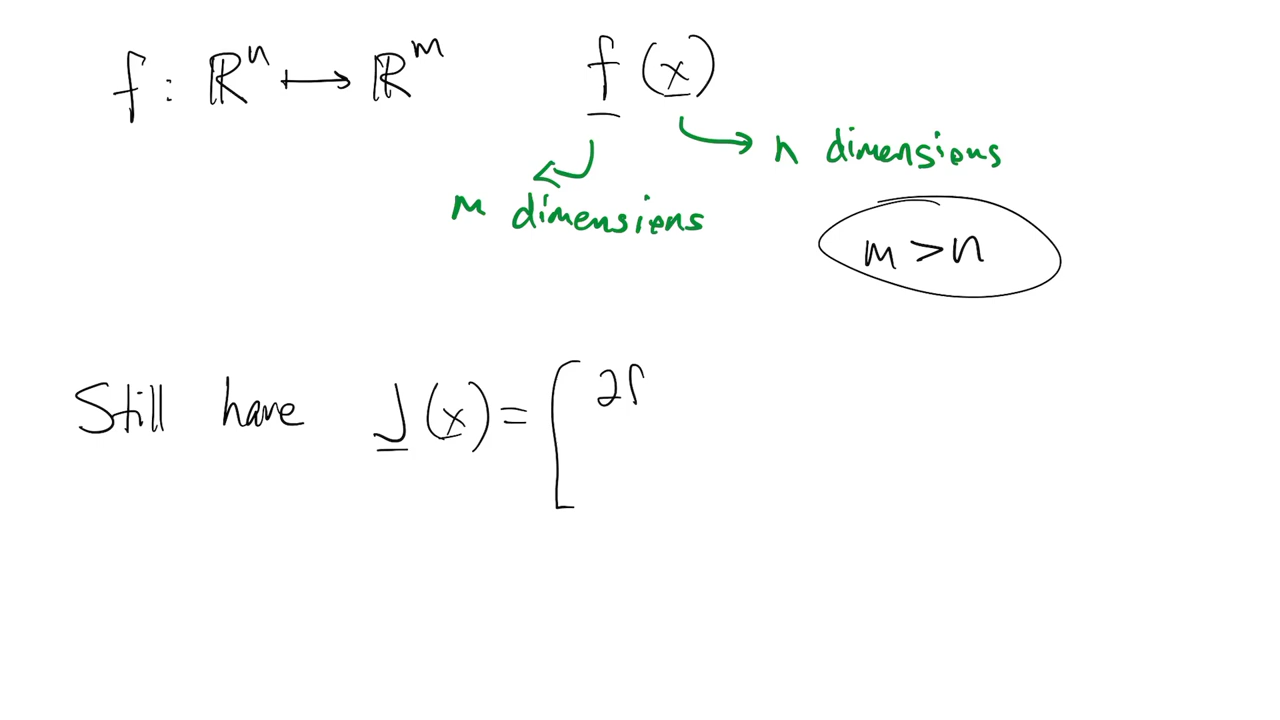 f : ℝⁿ ↦ ℝᵐ f (x)
n dimensions
m dimensions
m > n
Still have J (x) = [ ∂f